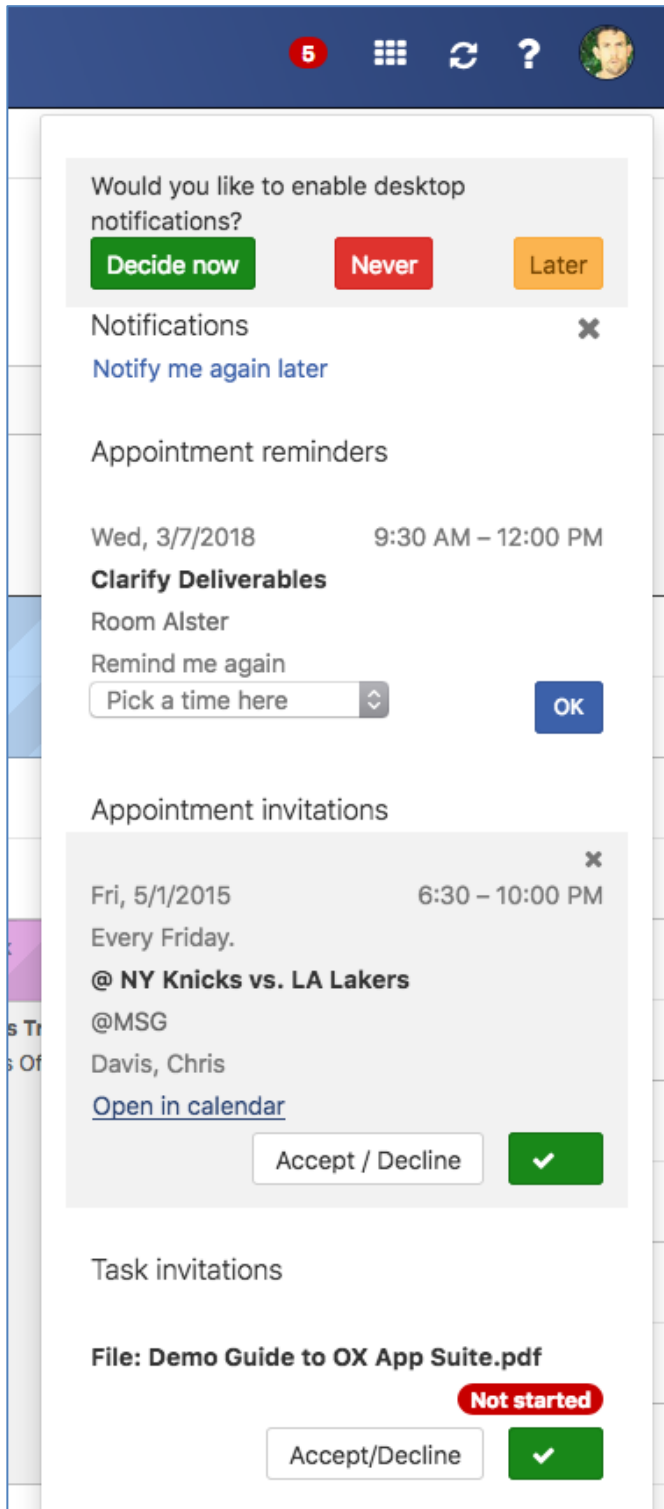 5
?
Would you like to enable desktop
notifications?
Decide now Never Later
Notifications
Notify me again later
Appointment reminders
Wed, 3/7/2018 9:30 AM – 12:00 PM
Clarify Deliverables
Room Alster
Remind me again
Pick a time here OK
Appointment invitations
Fri, 5/1/2015 6:30 – 10:00 PM
Every Friday.
@ NY Knicks vs. LA Lakers
@MSG
s Tr
s Of
Davis, Chris
Open in calendar
Accept / Decline
Task invitations
File: Demo Guide to OX App Suite.pdf
Not started
Accept/Decline